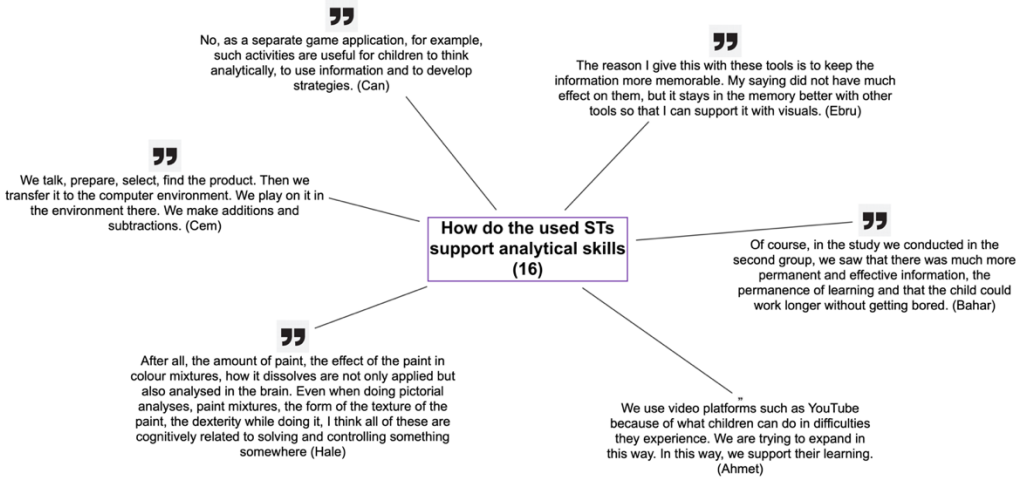 No, as a separate game application, for example,
such activities are useful for children to think
analytically, to use information and to develop
strategies. (Can)
The reason I give this with these tools is to keep the
information more memorable. My saying did not have much
effect on them, but it stays in the memory better with other
tools so that I can support it with visuals. (Ebru)
We talk, prepare, select, find the product. Then we
transfer it to the computer environment. We play on it in
the environment there. We make additions and
subtractions. (Cem)
How do the used STs
support analytical skills
(16)
Of course, in the study we conducted in the
second group, we saw that there was much more
permanent and effective information, the
permanence of learning and that the child could
work longer without getting bored. (Bahar)
After all, the amount of paint, the effect of the paint in
colour mixtures, how it dissolves are not only applied but
also analysed in the brain. Even when doing pictorial
analyses, paint mixtures, the form of the texture of the
paint, the dexterity while doing it, I think all of these are
cognitively related to solving and controlling something
somewhere (Hale)
”
We use video platforms such as YouTube
because of what children can do in difficulties
they experience. We are trying to expand in
this way. In this way, we support their learning.
(Ahmet)